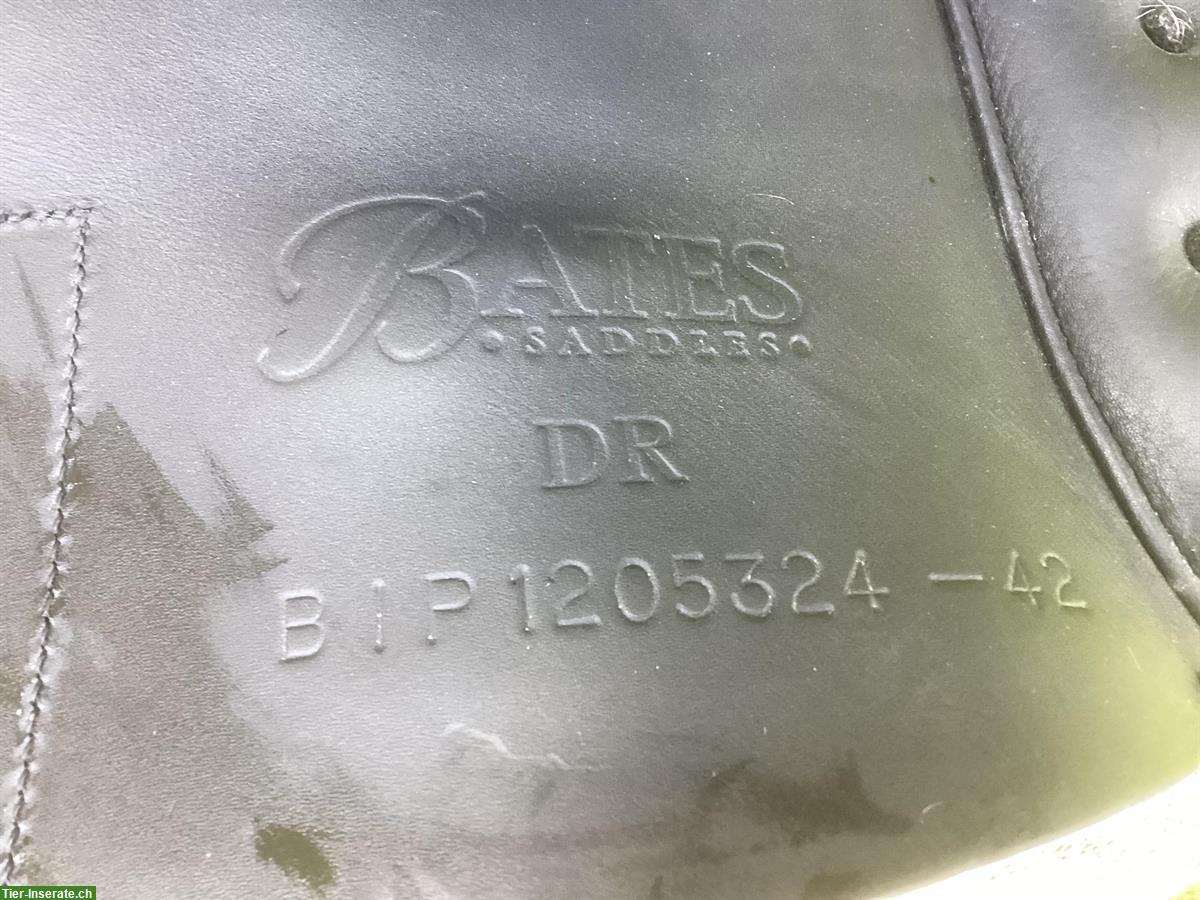 BATES
•SADDLES•
DR
BIP1205324-42
Tier-Inserate.ch